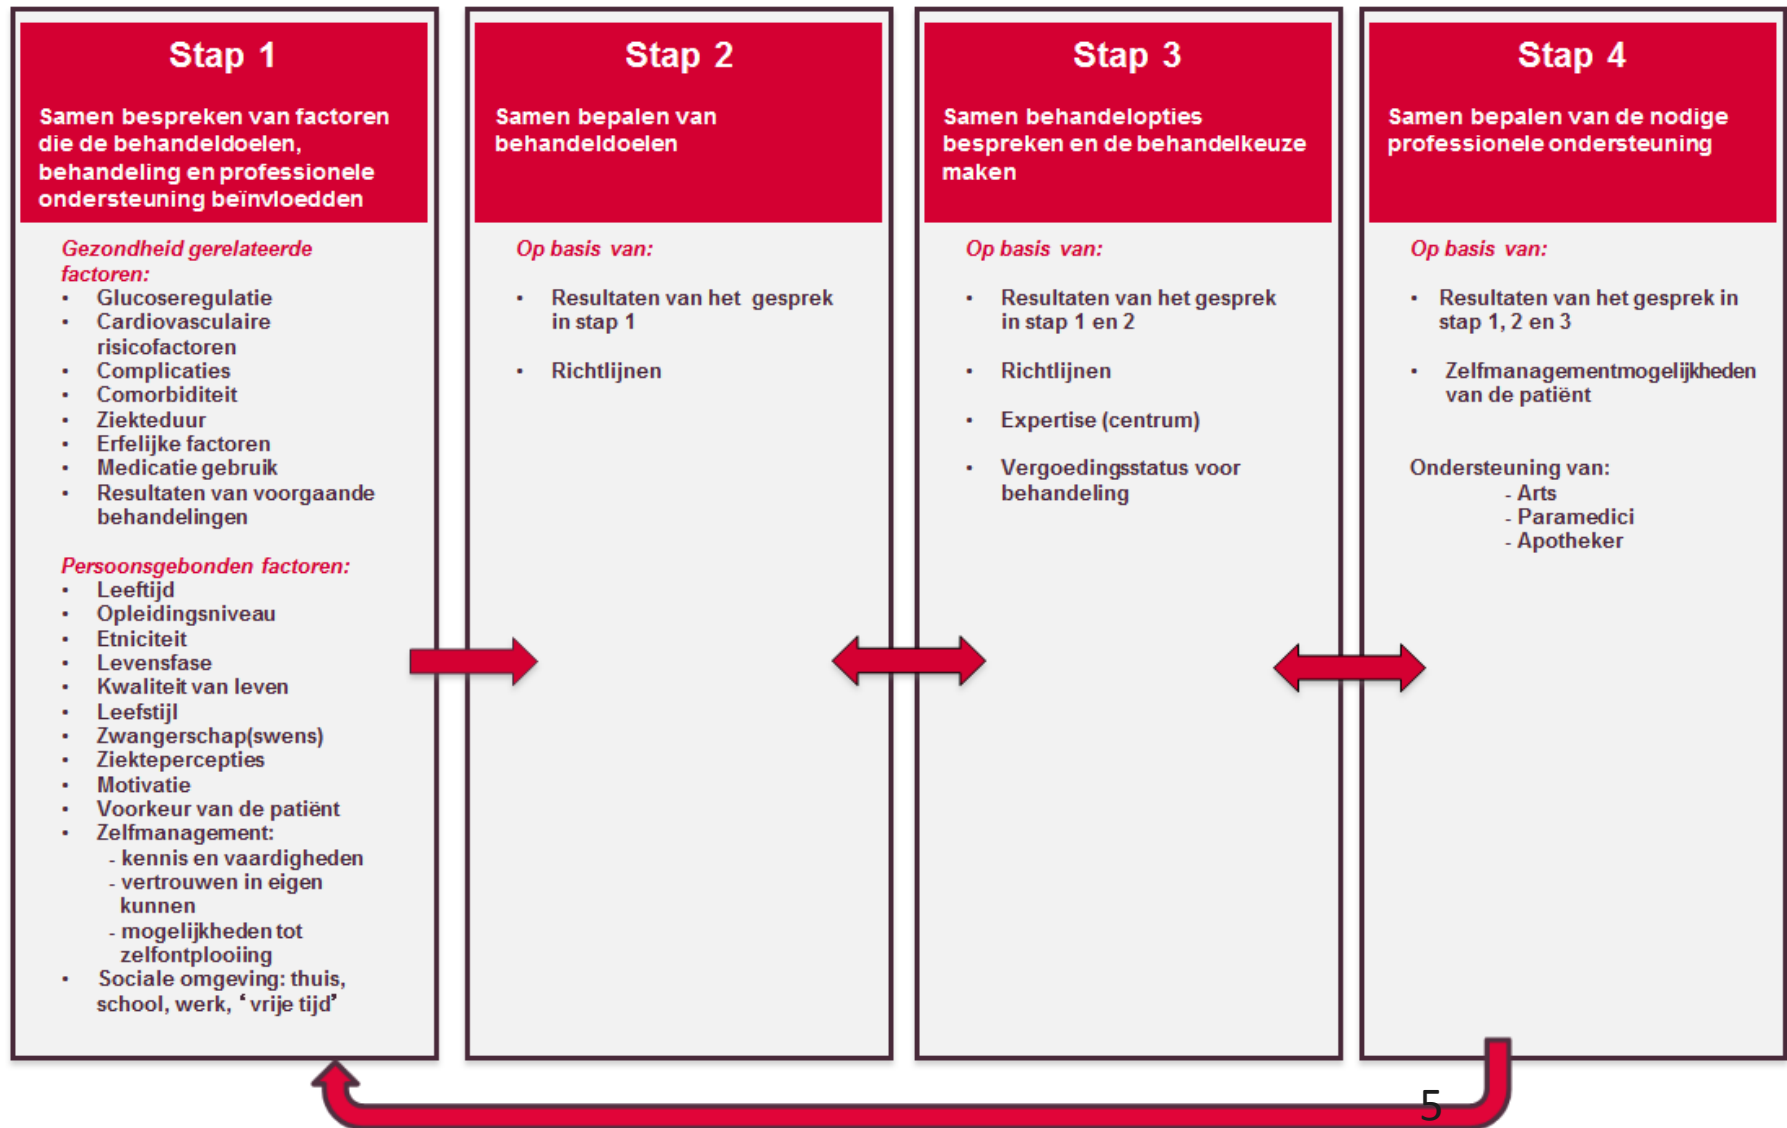 Stap 1
Samen bespreken van factoren
die de behandeldoelen,
behandeling en professionele
ondersteuning beïnvloedden
Gezondheid gerelateerde
factoren:
• Glucoseregulatie
• Cardiovasculaire
risicofactoren
• Complicaties
• Comorbiditeit
• Ziekteduur
• Erfelijke factoren
• Medicatie gebruik
• Resultaten van voorgaande
behandelingen
Persoonsgebonden factoren:
• Leeftijd
• Opleidingsniveau
• Etniciteit
• Levensfase
• Kwaliteit van leven
• Leefstijl
• Zwangerschap(swens)
• Ziektepercepties
• Motivatie
• Voorkeur van de patiënt
• Zelfmanagement:
- kennis en vaardigheden
- vertrouwen in eigen
kunnen
- mogelijkheden tot
zelfontplooiing
• Sociale omgeving: thuis,
school, werk, ‘vrije tijd’
Stap 2
Samen bepalen van
behandeldoelen
Op basis van:
• Resultaten van het gesprek
in stap 1
• Richtlijnen
Stap 3
Samen behandelopties
bespreken en de behandelkeuze
maken
Op basis van:
• Resultaten van het gesprek
in stap 1 en 2
• Richtlijnen
• Expertise (centrum)
• Vergoedingsstatus voor
behandeling
Stap 4
Samen bepalen van de nodige
professionele ondersteuning
Op basis van:
• Resultaten van het gesprek in
stap 1, 2 en 3
• Zelfmanagementmogelijkheden
van de patiënt
Ondersteuning van:
- Arts
- Paramedici
- Apotheker
5